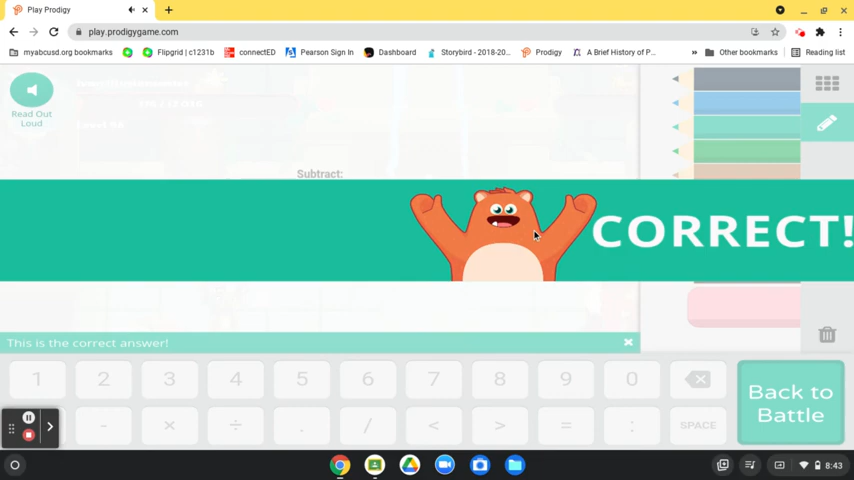 Play Prodigy
play.prodigygame.com
myabcusd.org bookmarks
Flipgrid | c1231b
connectED
Pearson Sign In
Dashboard
Storybird - 2018-20...
Prodigy
A Brief History of P...
»
Other bookmarks
Reading list
Read Out
Loud
Subtract:
CORRECT!
This is the correct answer!
1 2 3 4 5 6 7 8 9 0
- × ÷ . / < > = : SPACE
Back to
Battle
8:43